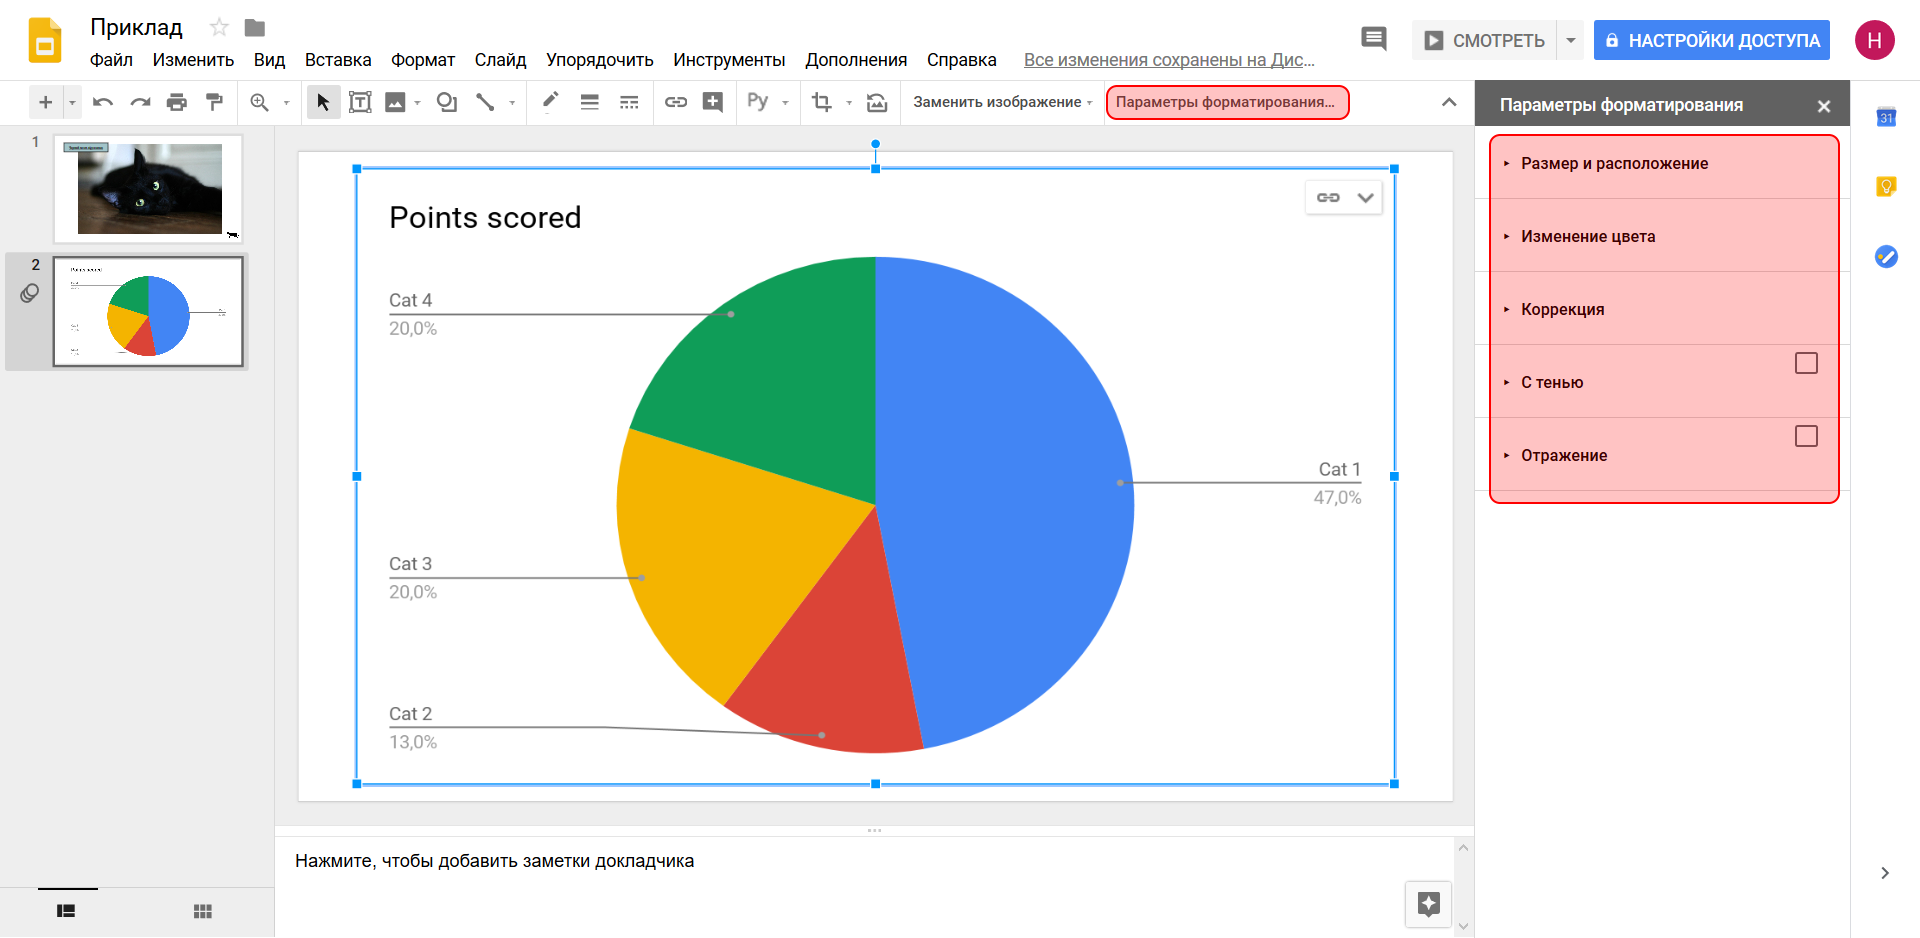 Приклад
Файл Изменить Вид Вставка Формат Слайд Упорядочить Инструменты Дополнения Справка Все изменения сохранены на Дис...
СМОТРЕТЬ
НАСТРОЙКИ ДОСТУПА
Н
Py
Заменить изображение
Параметры форматирования...
Параметры форматирования
31
1
2
Points scored
Cat 4
20,0%
Cat 1
47,0%
Cat 3
20,0%
Cat 2
13,0%
Размер и расположение
Изменение цвета
Коррекция
С тенью
Отражение
Нажмите, чтобы добавить заметки докладчика